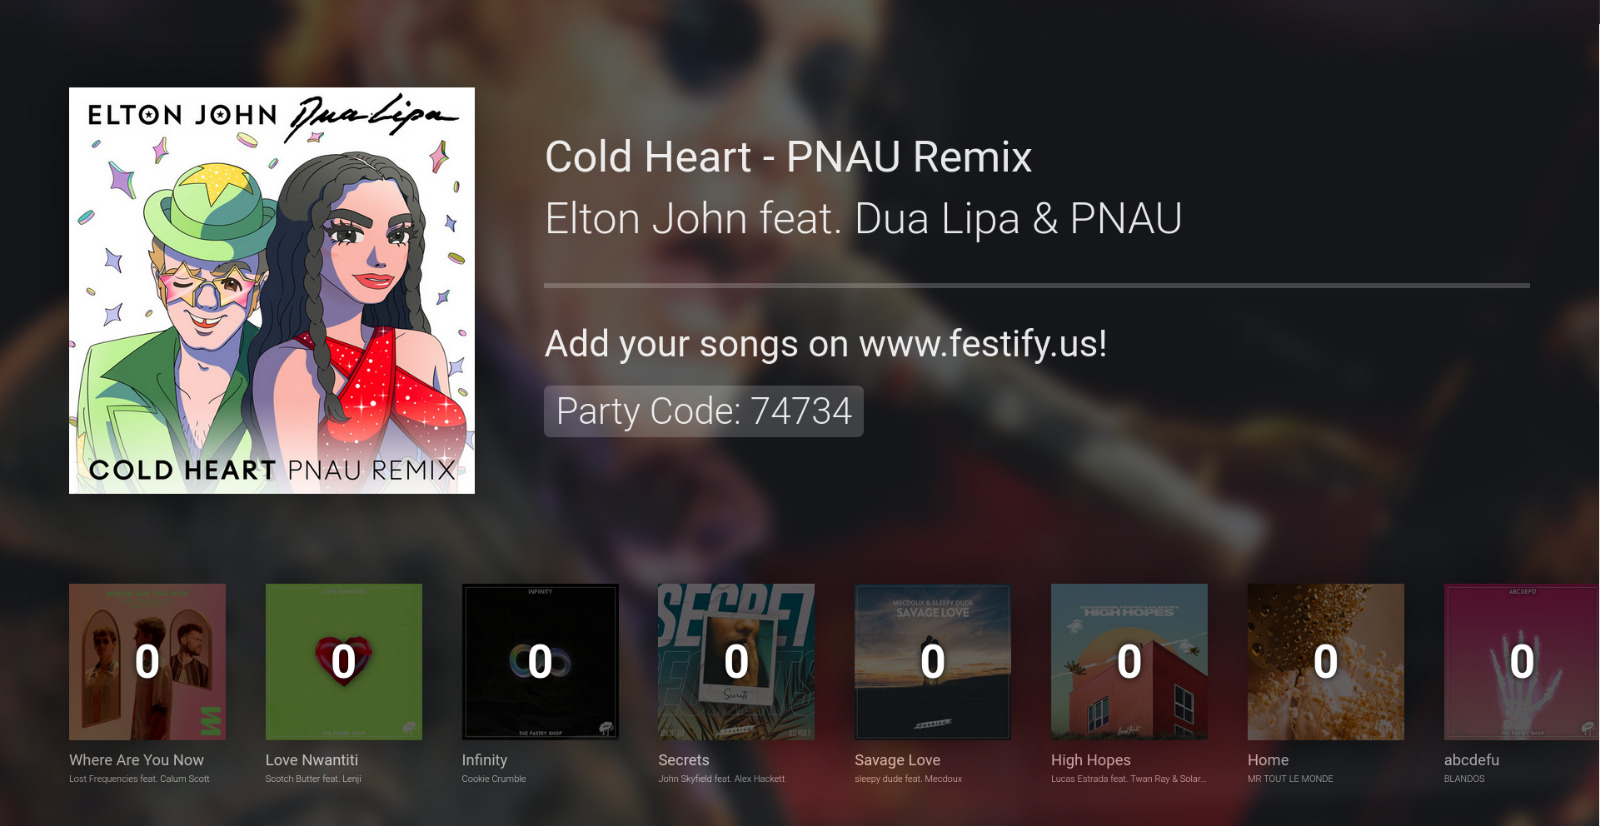 ELTON JOHN Dua Lipa
COLD HEART PNAU REMIX
Cold Heart - PNAU Remix
Elton John feat. Dua Lipa & PNAU
Add your songs on www.festify.us!
Party Code: 74734
0
0
INFINITY
0
SECRET
Secrets
0
MECDOUX & SLEEPY DUDE
SAVAGE LOVE
0
HIGH HOPES
0
0
ABCDEFU
0
THE PASTRY SHOP
THE PASTRY SHOP
THE PASTRY SHOP
Where Are You Now
Lost Frequencies feat. Calum Scott
Love Nwantiti
Scotch Butter feat. Lenji
Infinity
Cookie Crumble
Secrets
John Skyfield feat. Alex Hackett
Savage Love
sleepy dude feat. Mecdoux
High Hopes
Lucas Estrada feat. Twan Ray & Solar...
Home
MR TOUT LE MONDE
abcdefu
BLANDOS